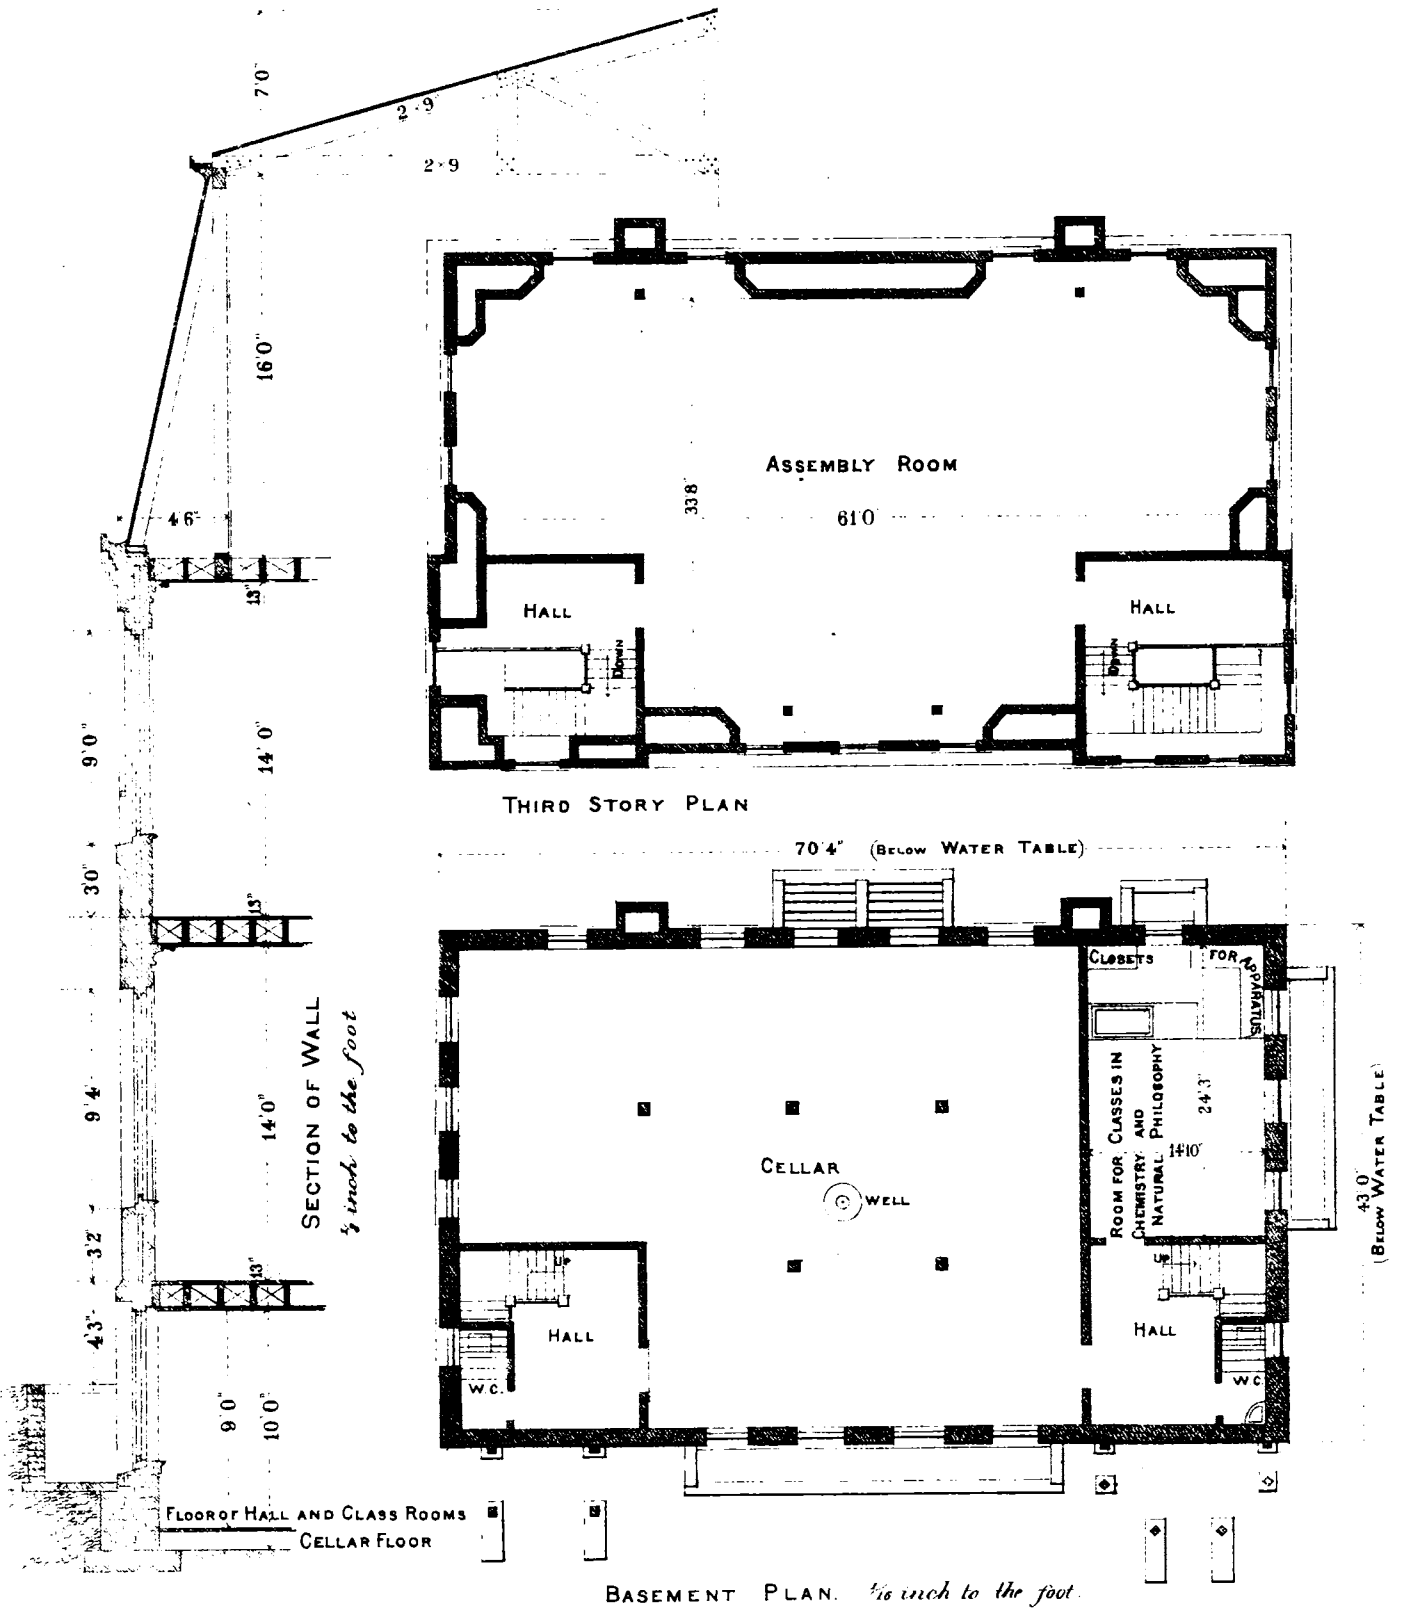 7'0"
2×9
2×9
16'0"
4'6"
13"
9'0"
14'0"
3'0"
13"
9'4
14'0"
3'2"
13"
4'3"
9'0"
10'0"
SECTION OF WALL
⅛ inch to the foot
FLOOR OF HALL AND CLASS ROOMS
CELLAR FLOOR
ASSEMBLY ROOM
33'8"
61'0
HALL
DOWN
HALL
DOWN
THIRD STORY PLAN
70'4" (BELOW WATER TABLE)
CLOSETS FOR APPARATUS
ROOM FOR CLASSES IN
CHEMISTRY AND
NATURAL PHILOSOPHY
24'3"
14'10"
43'0"
(BELOW WATER TABLE)
CELLAR
WELL
UP
HALL
W.C.
UP
HALL
W.C.
BASEMENT PLAN. 1/16 inch to the foot.